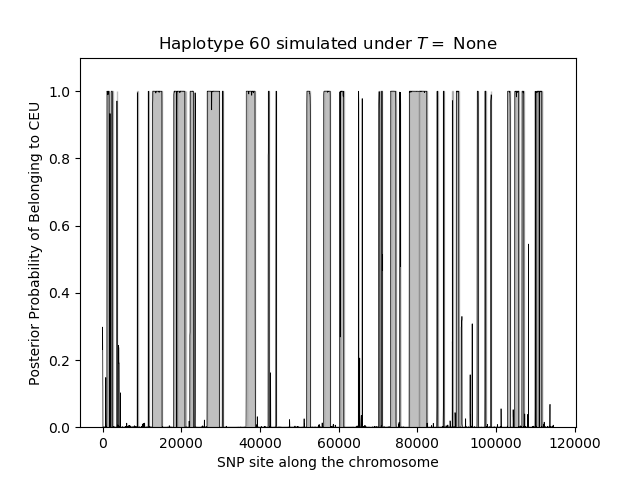 Haplotype 60 simulated under T = None
Posterior Probability of Belonging to CEU
1.0
0.8
0.6
0.4
0.2
0.0
0 20000 40000 60000 80000 100000 120000
SNP site along the chromosome